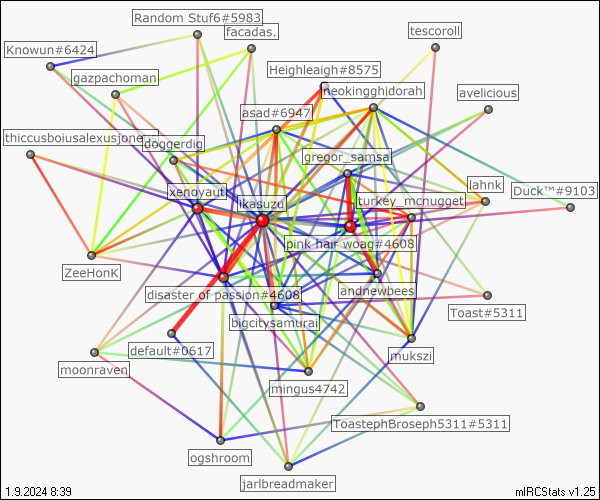 Random Stuf6#5983
facadas.
tescoroll
Knowun#6424
Heighleaigh#8575
gazpachoman
neokingghidorah
avelicious
asad#6947
thiccusboiusalexusjone
doggerdig
gregor_samsa
lahnk
xenoyaut
Duck™#9103
ikasuzu
turkey_mcnugget
pink hair woag#4608
ZeeHonK
disaster of passion#4608
andnewbees
bigcitysamurai
Toast#5311
default#0617
mukszi
moonraven
mingus4742
ToastephBroseph5311#5311
ogshroom
jarlbreadmaker
1.9.2024 8:39
mIRCStats v1.25